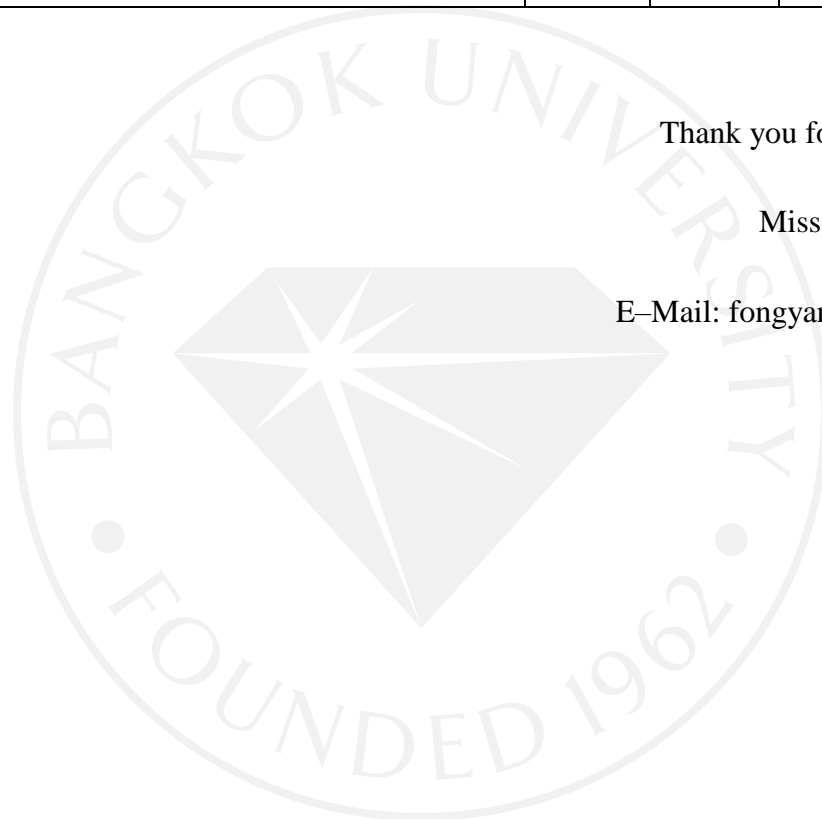 Thank you fo
Miss
E–Mail: fongyar
BANGKOK UNIVERSITY
FOUNDED 1962